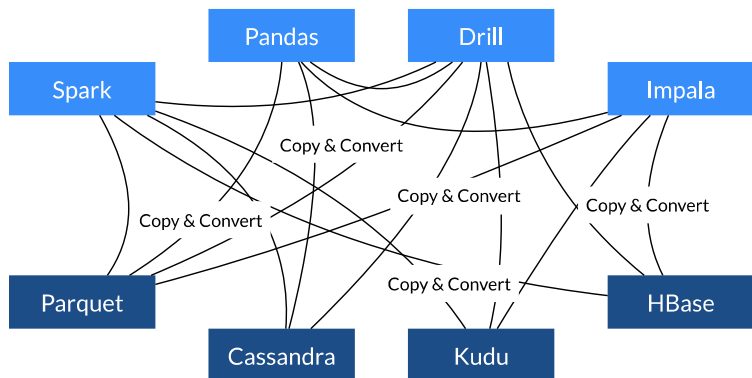 Pandas
Drill
Spark
Impala
Copy & Convert
Copy & Convert
Copy & Convert
Copy & Convert
Copy & Convert
Parquet
HBase
Cassandra
Kudu